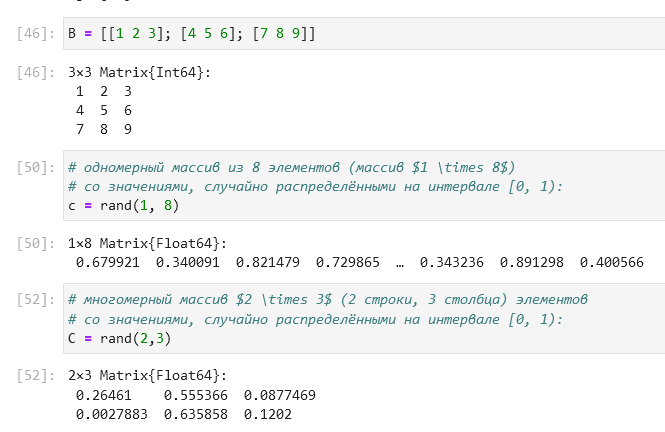 [46]: B = [[1 2 3]; [4 5 6]; [7 8 9]]
[46]: 3×3 Matrix{Int64}:
1 2 3
4 5 6
7 8 9
[50]: # одномерный массив из 8 элементов (массив $1 \times 8$)
# со значениями, случайно распределёнными на интервале [0, 1):
c = rand(1, 8)
[50]: 1×8 Matrix{Float64}:
0.679921 0.340091 0.821479 0.729865 … 0.343236 0.891298 0.400566
[52]: # многомерный массив $2 \times 3$ (2 строки, 3 столбца) элементов
# со значениями, случайно распределёнными на интервале [0, 1):
C = rand(2,3)
[52]: 2×3 Matrix{Float64}:
0.26461 0.555366 0.0877469
0.0027883 0.635858 0.1202